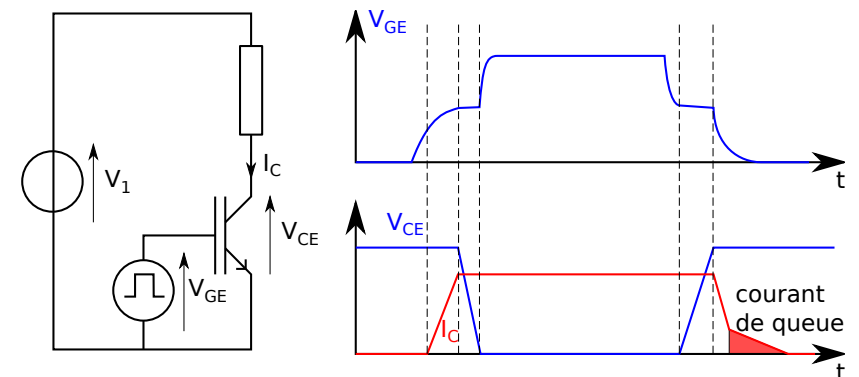 V1
IC
VCE
VGE
VGE
t
VCE
IC
courant
de queue
t